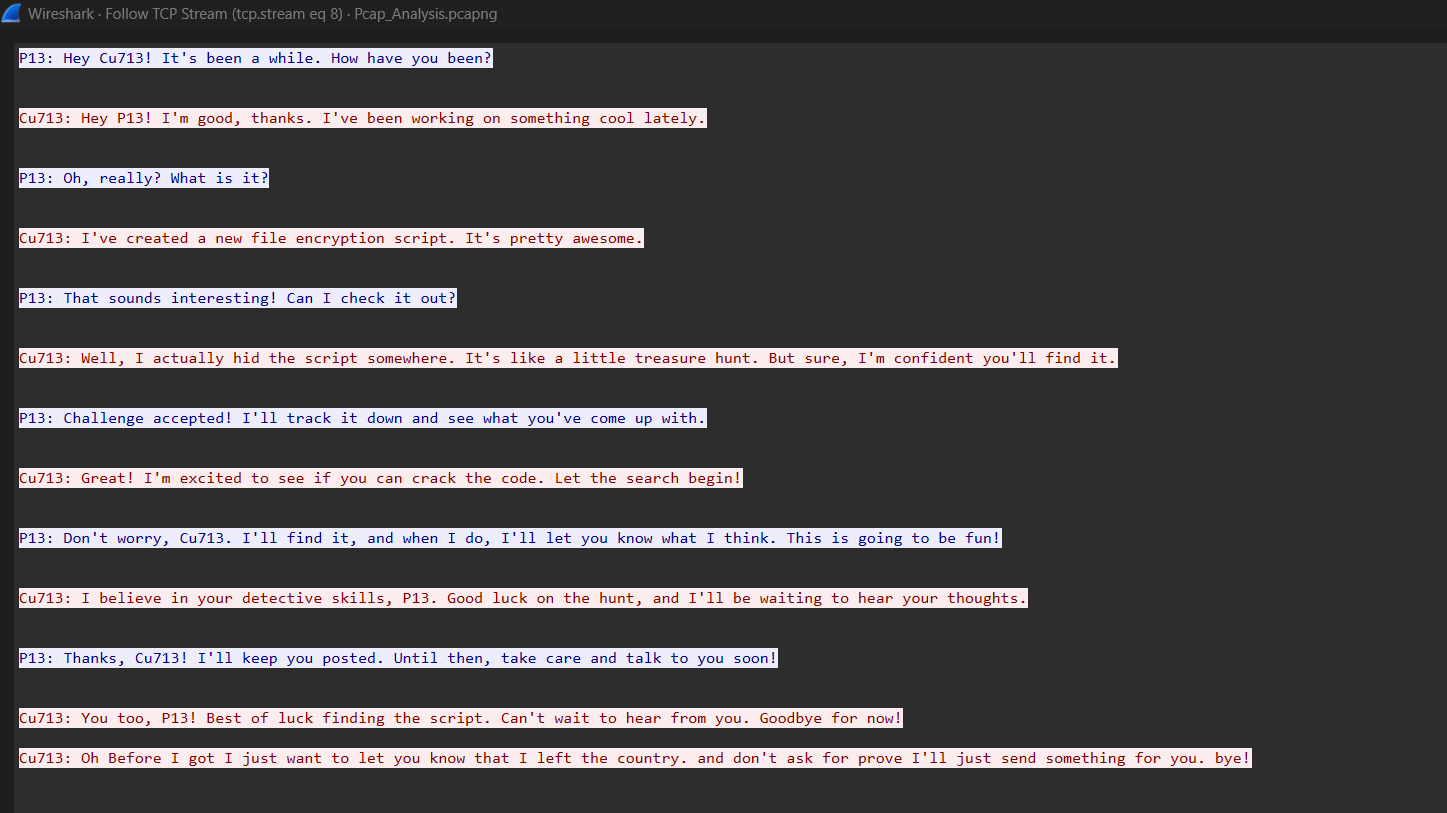 Wireshark · Follow TCP Stream (tcp.stream eq 8) · Pcap_Analysis.pcapng
P13: Hey Cu713! It's been a while. How have you been?
Cu713: Hey P13! I'm good, thanks. I've been working on something cool lately.
P13: Oh, really? What is it?
Cu713: I've created a new file encryption script. It's pretty awesome.
P13: That sounds interesting! Can I check it out?
Cu713: Well, I actually hid the script somewhere. It's like a little treasure hunt. But sure, I'm confident you'll find it.
P13: Challenge accepted! I'll track it down and see what you've come up with.
Cu713: Great! I'm excited to see if you can crack the code. Let the search begin!
P13: Don't worry, Cu713. I'll find it, and when I do, I'll let you know what I think. This is going to be fun!
Cu713: I believe in your detective skills, P13. Good luck on the hunt, and I'll be waiting to hear your thoughts.
P13: Thanks, Cu713! I'll keep you posted. Until then, take care and talk to you soon!
Cu713: You too, P13! Best of luck finding the script. Can't wait to hear from you. Goodbye for now!
Cu713: Oh Before I got I just want to let you know that I left the country. and don't ask for prove I'll just send something for you. bye!